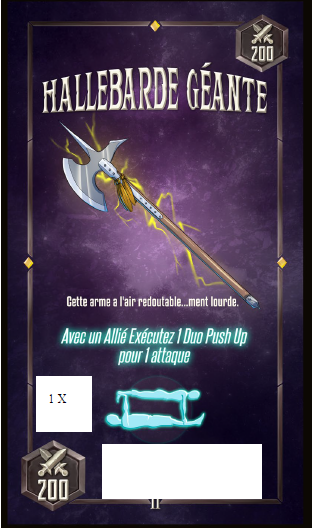 200
HALLEBARDE GÉANTE
Cette arme a l'air redoutable...ment lourde.
Avec un Allié Exécutez 1 Duo Push Up
pour 1 attaque
1 X
200
II